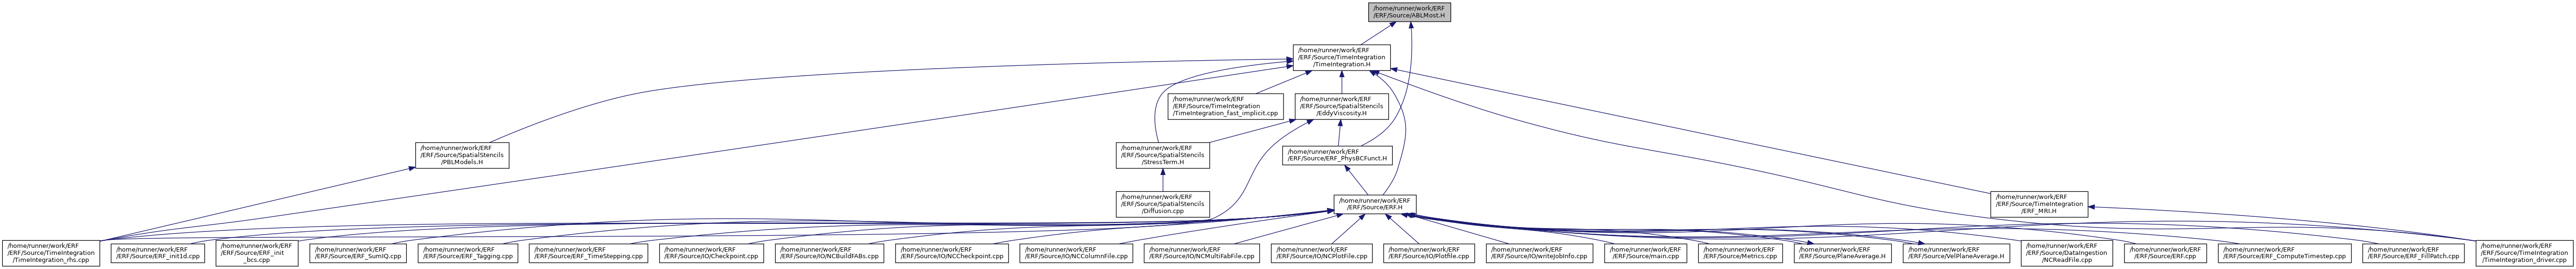 /home/runner/work/ERF
/ERF/Source/ABLMost.H
/home/runner/work/ERF
/ERF/Source/TimeIntegration
/TimeIntegration.H
/home/runner/work/ERF
/ERF/Source/TimeIntegration
/TimeIntegration_fast_implicit.cpp
/home/runner/work/ERF
/ERF/Source/SpatialStencils
/EddyViscosity.H
/home/runner/work/ERF
/ERF/Source/SpatialStencils
/PBLModels.H
/home/runner/work/ERF
/ERF/Source/SpatialStencils
/StressTerm.H
/home/runner/work/ERF
/ERF/Source/ERF_PhysBCFunct.H
/home/runner/work/ERF
/ERF/Source/SpatialStencils
/Diffusion.cpp
/home/runner/work/ERF
/ERF/Source/ERF.H
/home/runner/work/ERF
/ERF/Source/TimeIntegration
/ERF_MRI.H
/home/runner/work/ERF
/ERF/Source/TimeIntegration
/TimeIntegration_rhs.cpp
/home/runner/work/ERF
/ERF/Source/ERF_init1d.cpp
/home/runner/work/ERF
/ERF/Source/ERF_init
_bcs.cpp
/home/runner/work/ERF
/ERF/Source/ERF_SumIQ.cpp
/home/runner/work/ERF
/ERF/Source/ERF_Tagging.cpp
/home/runner/work/ERF
/ERF/Source/ERF_TimeStepping.cpp
/home/runner/work/ERF
/ERF/Source/IO/Checkpoint.cpp
/home/runner/work/ERF
/ERF/Source/IO/NCBuildFABs.cpp
/home/runner/work/ERF
/ERF/Source/IO/NCCheckpoint.cpp
/home/runner/work/ERF
/ERF/Source/IO/NCColumnFile.cpp
/home/runner/work/ERF
/ERF/Source/IO/NCMultiFabFile.cpp
/home/runner/work/ERF
/ERF/Source/IO/NCPlotFile.cpp
/home/runner/work/ERF
/ERF/Source/IO/Plotfile.cpp
/home/runner/work/ERF
/ERF/Source/IO/writeJobInfo.cpp
/home/runner/work/ERF
/ERF/Source/main.cpp
/home/runner/work/ERF
/ERF/Source/Metrics.cpp
/home/runner/work/ERF
/ERF/Source/PlaneAverage.H
/home/runner/work/ERF
/ERF/Source/VelPlaneAverage.H
/home/runner/work/ERF
/ERF/Source/DataIngestion
/NCReadFile.cpp
/home/runner/work/ERF
/ERF/Source/ERF.cpp
/home/runner/work/ERF
/ERF/Source/ERF_ComputeTimestep.cpp
/home/runner/work/ERF
/ERF/Source/ERF_FillPatch.cpp
/home/runner/work/ERF
/ERF/Source/TimeIntegration
/TimeIntegration_driver.cpp